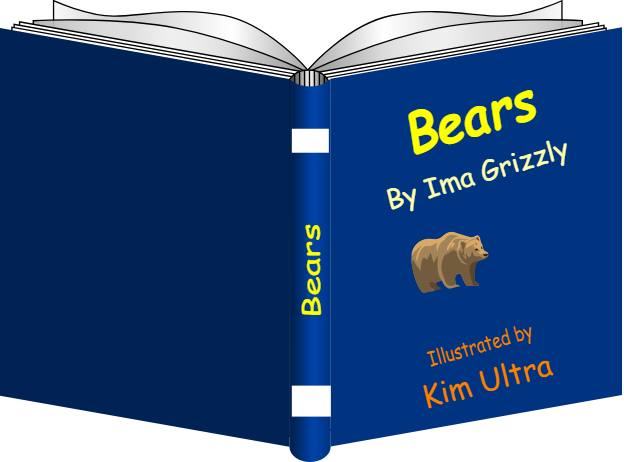 Bears
Bears
By Ima Grizzly
Illustrated by
Kim Ultra